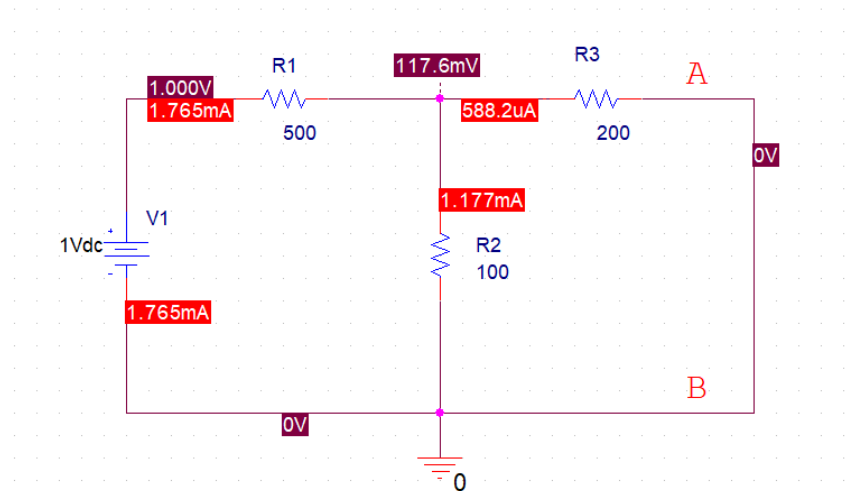 R1
117.6mV
R3
A
1.000V
1.765mA
500
588.2uA
200
0V
1.177mA
V1
1Vdc
+
-
R2
100
1.765mA
B
0V
0